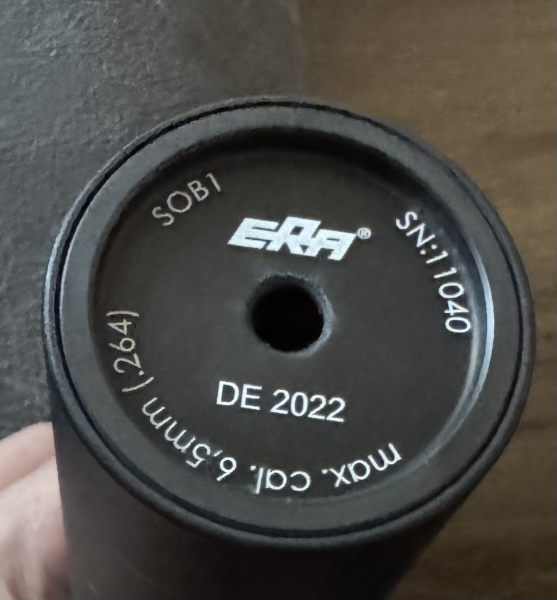 SOB1
ERA®
SN:11040
DE 2022
max. cal. 6,5mm (.264)